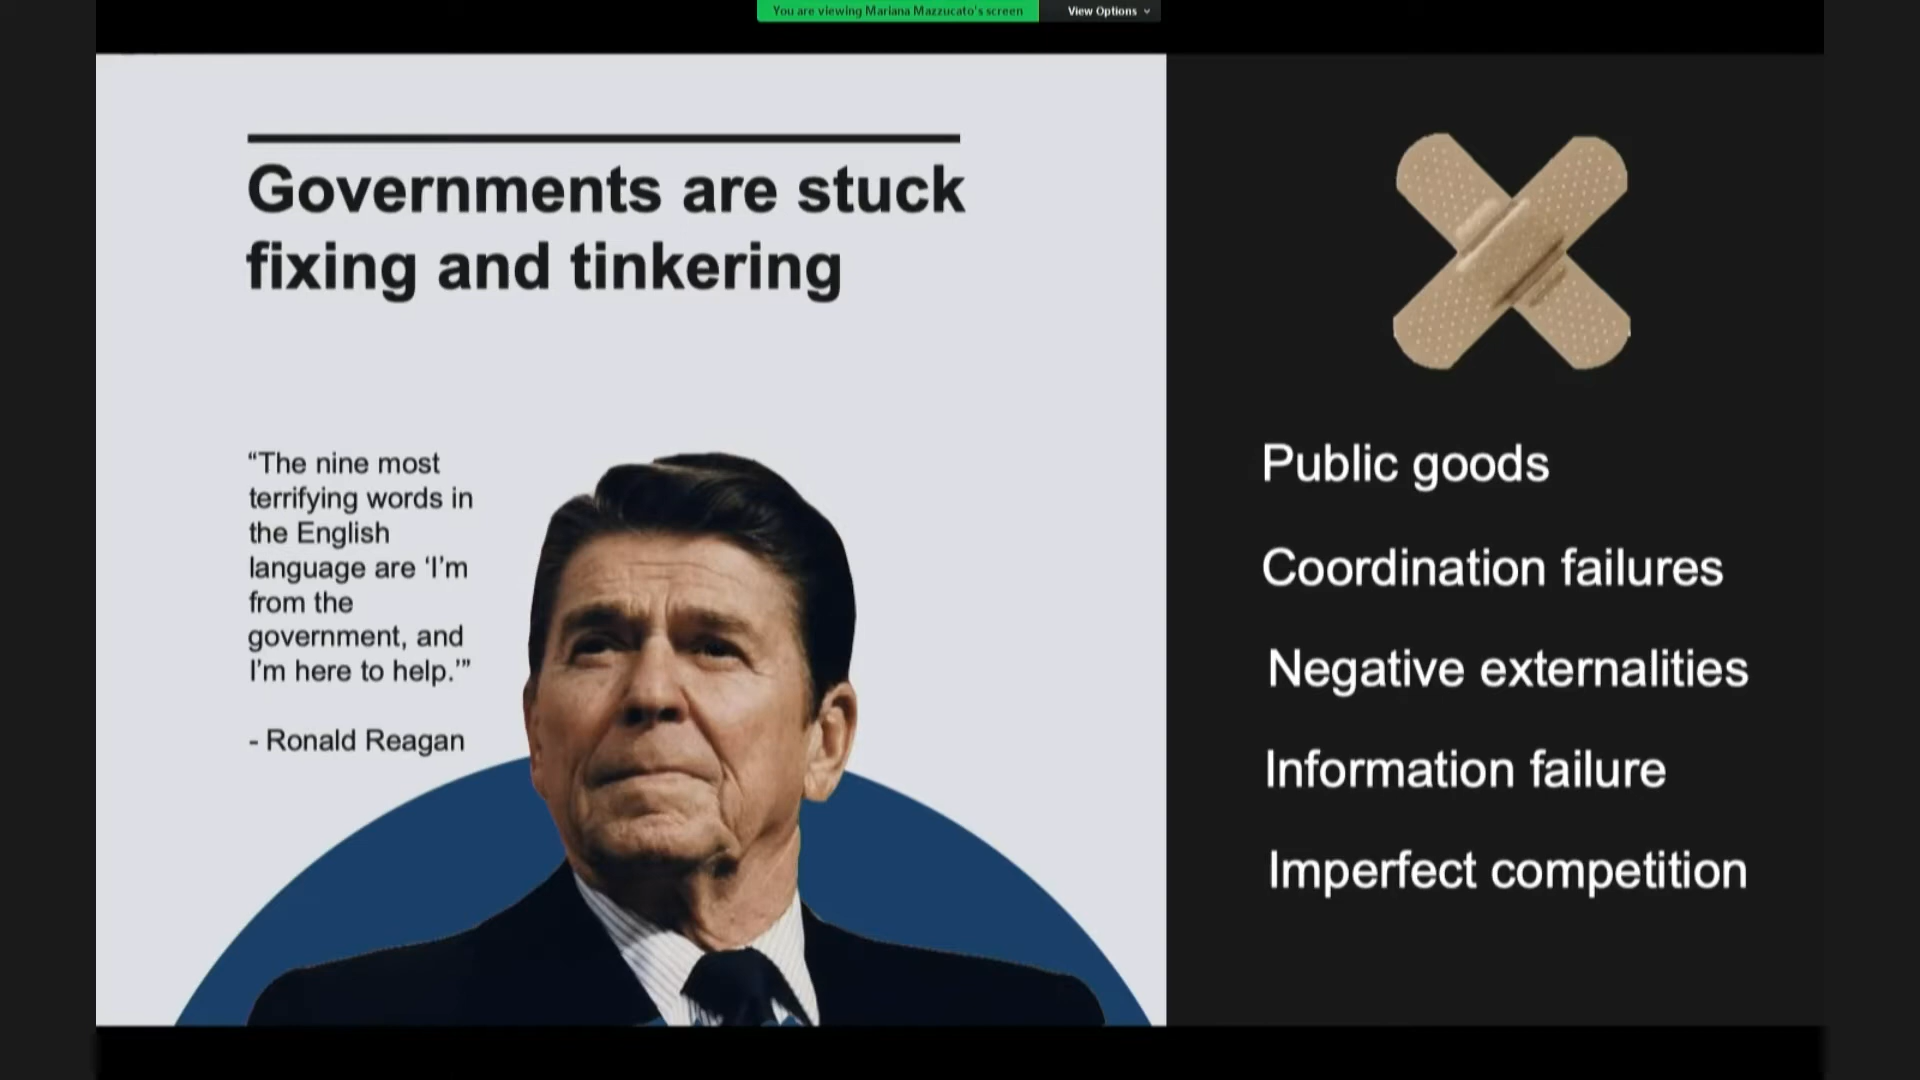 You are viewing Mariana Mazzucato's screen
View Options
Governments are stuck
fixing and tinkering
“The nine most
terrifying words in
the English
language are ‘I’m
from the
government, and
I’m here to help.’”
- Ronald Reagan
Public goods
Coordination failures
Negative externalities
Information failure
Imperfect competition